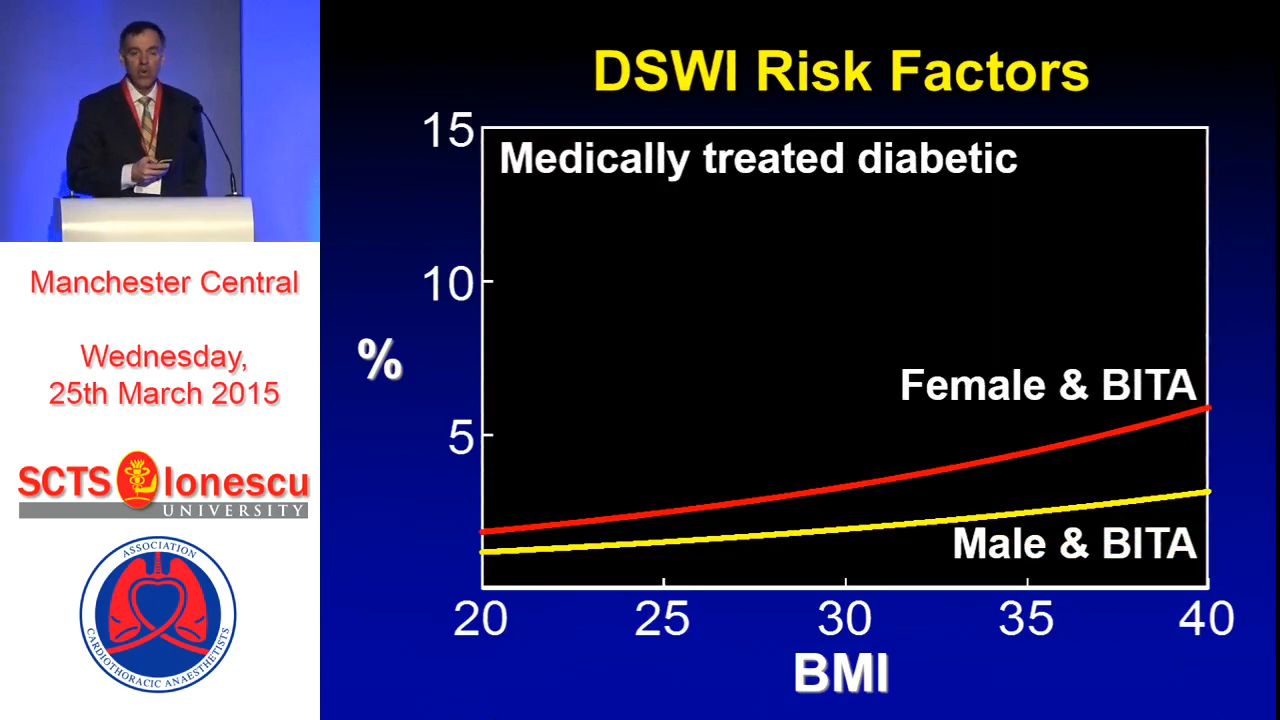 DSWI Risk Factors
15
Medically treated diabetic
10
%
5
Female & BITA
Male & BITA
20 25 30 35 40
BMI
Manchester Central
Wednesday,
25th March 2015
SCTS Ionescu
UNIVERSITY
ASSOCIATION
CARDIOTHORACIC ANAESTHETISTS